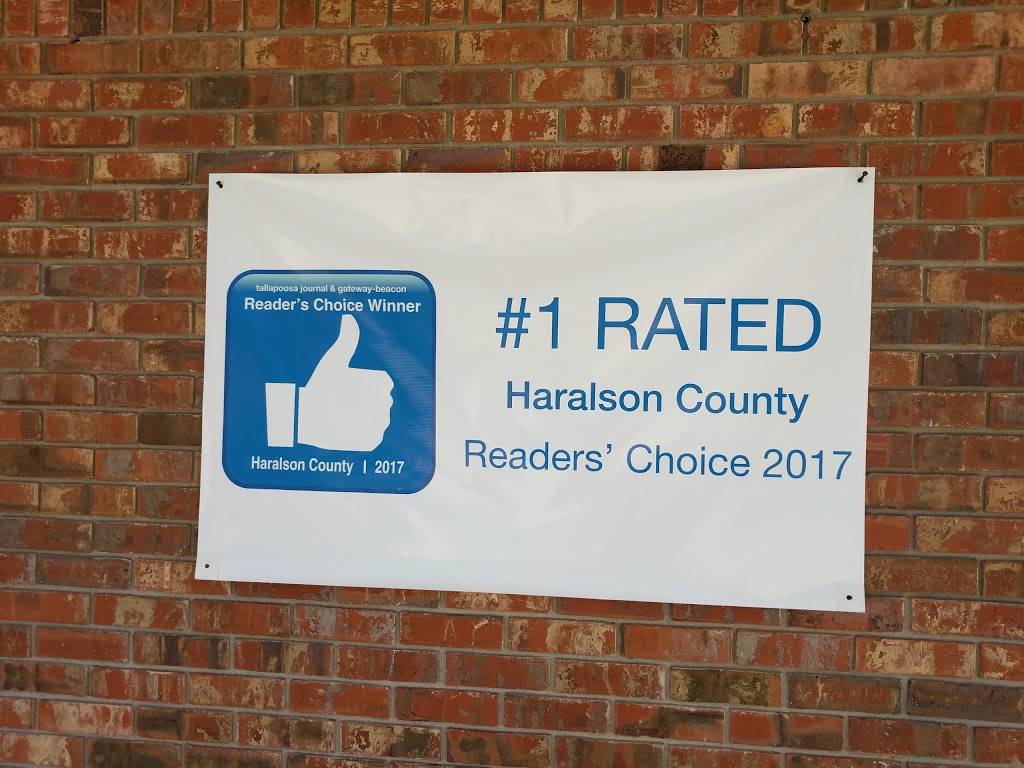 tallapoosa journal & gateway-beacon
Reader's Choice Winner
Haralson County | 2017
#1 RATED
Haralson County
Readers' Choice 2017